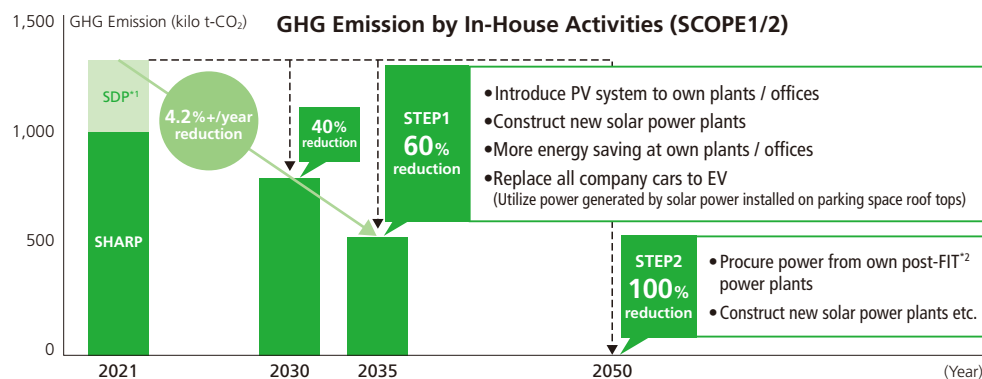 GHG Emission by In-House Activities (SCOPE1/2)
GHG Emission (kilo t-CO₂)
1,500
1,000
500
0
SDP*1
SHARP
4.2%+/year
reduction
40%
reduction
STEP1
60%
reduction
•Introduce PV system to own plants / offices
•Construct new solar power plants
•More energy saving at own plants / offices
•Replace all company cars to EV
(Utilize power generated by solar power installed on parking space roof tops)
STEP2
100%
reduction
•Procure power from own post-FIT*2
power plants
•Construct new solar power plants etc.
2021
2030
2035
2050
(Year)